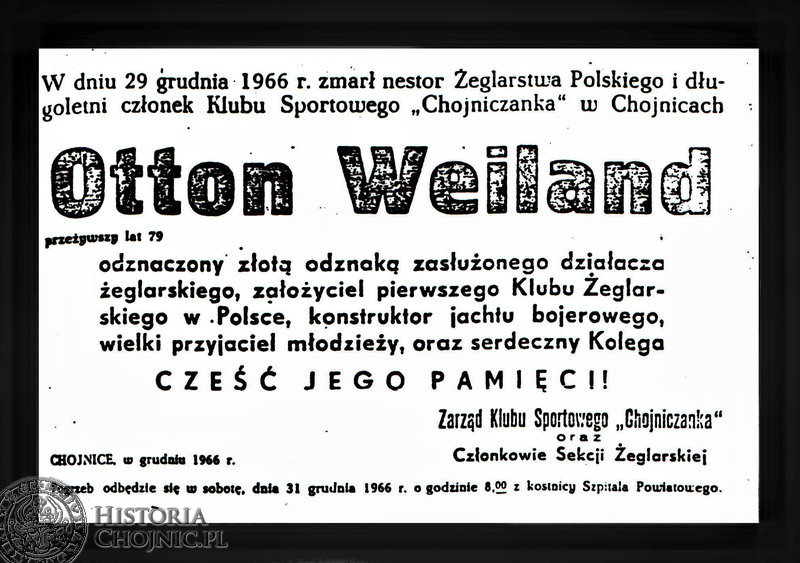 W dniu 29 grudnia 1966 r. zmarł nestor Żeglarstwa Polskiego i dłu-
goletni członek Klubu Sportowego „Chojniczanka“ w Chojnicach
Otton Weiland
przeżywszy lat 79
odznaczony złotą odznaką zasłużonego działacza
żeglarskiego, założyciel pierwszego Klubu Żeglar-
skiego w Polsce, konstruktor jachtu bojerowego,
wielki przyjaciel młodzieży, oraz serdeczny Kolega
CZEŚĆ JEGO PAMIĘCI!
Zarząd Klubu Sportowego „Chojniczanka“
oraz
Członkowie Sekcji Żeglarskiej
CHOJNICE, w grudniu 1966 r.
Pogrzeb odbędzie się w sobotę, dnia 31 grudnia 1966 r. o godzinie 8,00 z kostnicy Szpitala Powiatowego.
HISTORIA
CHOJNIC.PL